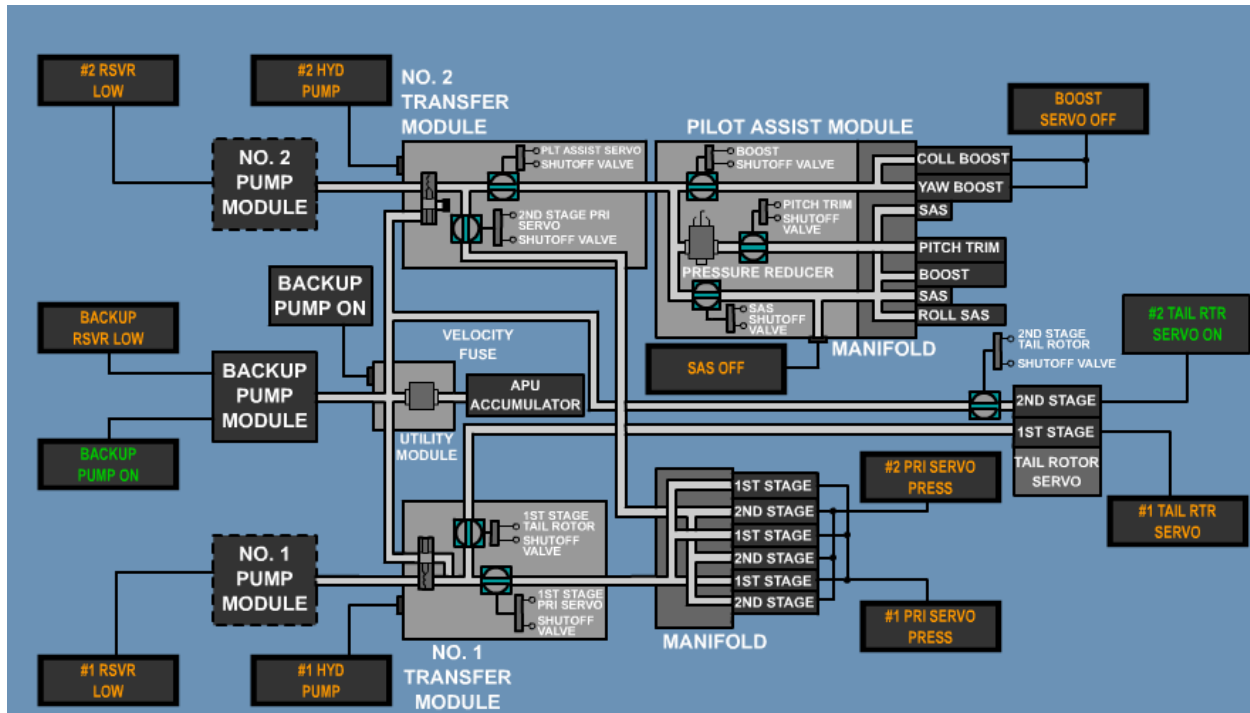 #2 RSVR
LOW
#2 HYD
PUMP
NO. 2
TRANSFER
MODULE
PILOT ASSIST MODULE
BOOST
SERVO OFF
NO. 2
PUMP
MODULE
PLT ASSIST SERVO
SHUTOFF VALVE
2ND STAGE PRI
SERVO
SHUTOFF VALVE
BOOST
SHUTOFF VALVE
PITCH TRIM
SHUTOFF
VALVE
PRESSURE REDUCER
SAS
SHUTOFF
VALVE
COLL BOOST
YAW BOOST
SAS
PITCH TRIM
BOOST
SAS
ROLL SAS
MANIFOLD
SAS OFF
BACKUP
PUMP ON
BACKUP
RSVR LOW
BACKUP
PUMP
MODULE
BACKUP
PUMP ON
VELOCITY
FUSE
APU
ACCUMULATOR
UTILITY
MODULE
2ND STAGE
TAIL ROTOR
SHUTOFF VALVE
#2 TAIL RTR
SERVO ON
2ND STAGE
1ST STAGE
TAIL ROTOR
SERVO
#1 TAIL RTR
SERVO
#2 PRI SERVO
PRESS
1ST STAGE
2ND STAGE
1ST STAGE
2ND STAGE
1ST STAGE
2ND STAGE
MANIFOLD
#1 PRI SERVO
PRESS
NO. 1
PUMP
MODULE
1ST STAGE
TAIL ROTOR
SHUTOFF
VALVE
1ST STAGE
PRI SERVO
SHUTOFF
VALVE
#1 RSVR
LOW
#1 HYD
PUMP
NO. 1
TRANSFER
MODULE